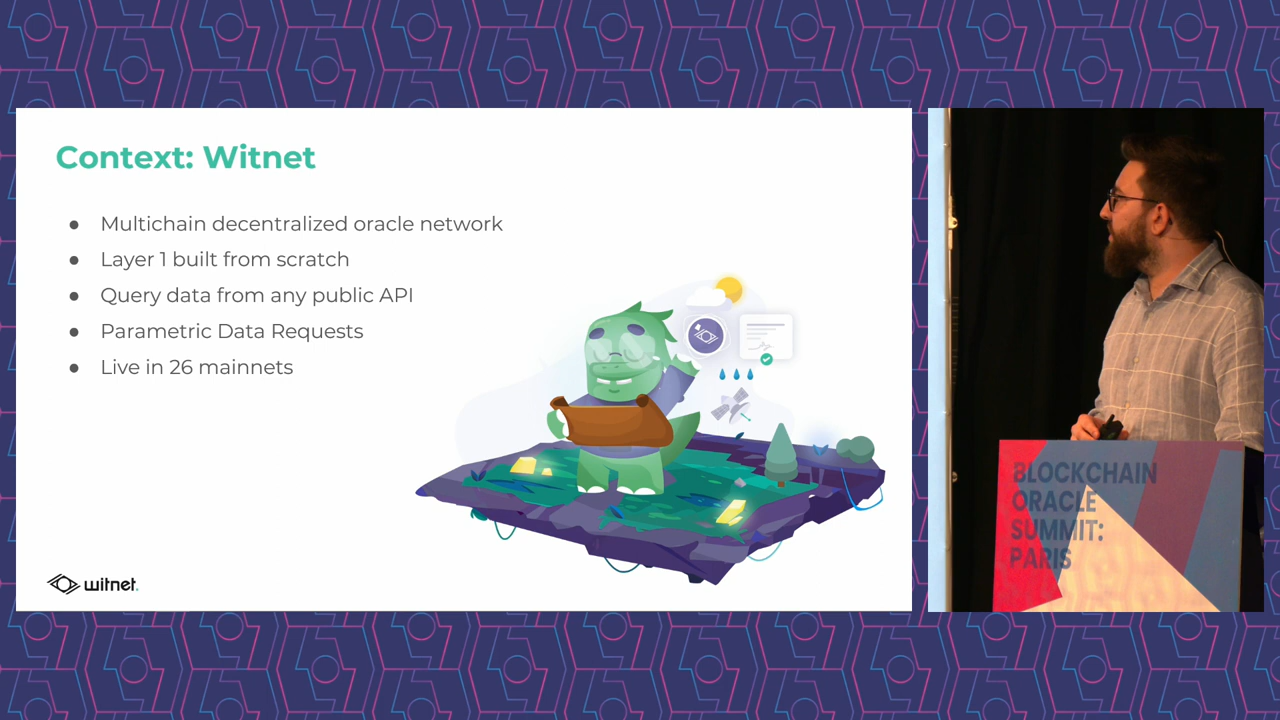 Context: Witnet
● Multichain decentralized oracle network
● Layer 1 built from scratch
● Query data from any public API
● Parametric Data Requests
● Live in 26 mainnets
witnet.
BLOCKCHAIN
ORACLE
SUMMIT:
PARIS